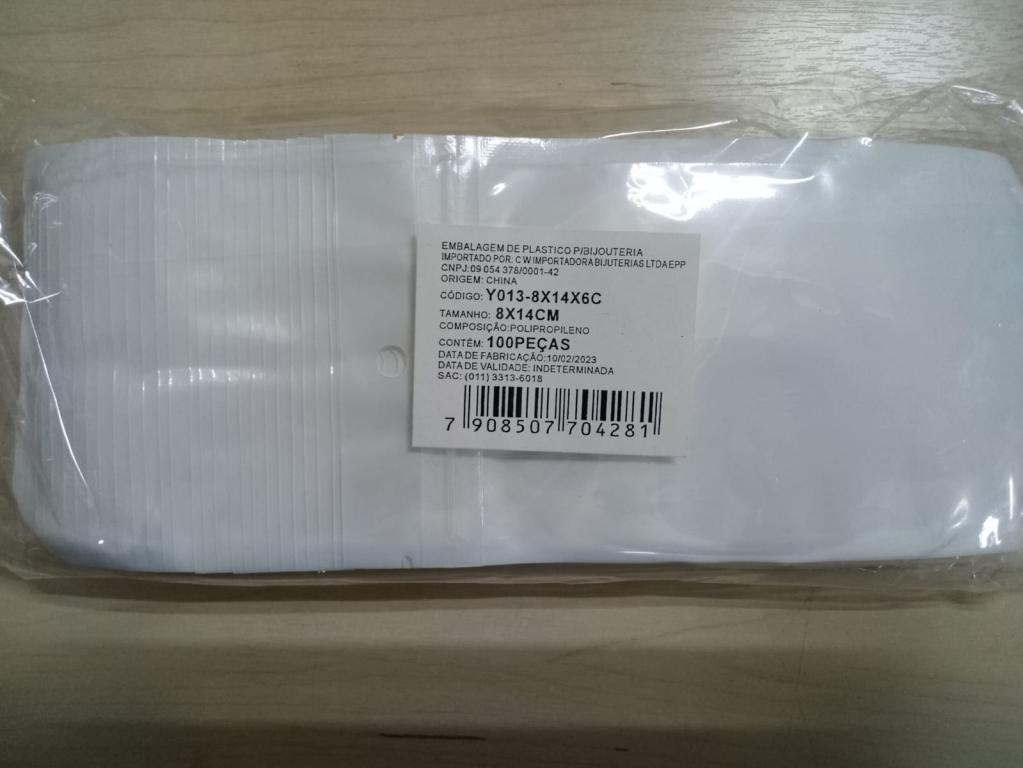 EMBALAGEM DE PLASTICO P/BIJOUTERIA
IMPORTADO POR: C W IMPORTADORA BIJUTERIAS LTDA EPP
CNPJ:09 054 378/0001-42
ORIGEM: CHINA
CÓDIGO: Y013-8X14X6C
TAMANHO: 8X14CM
COMPOSIÇÃO:POLIPROPILENO
CONTÉM: 100PEÇAS
DATA DE FABRICAÇÃO:10/02/2023
DATA DE VALIDADE: INDETERMINADA
SAC: (011) 3313-6018
7 908507 704281